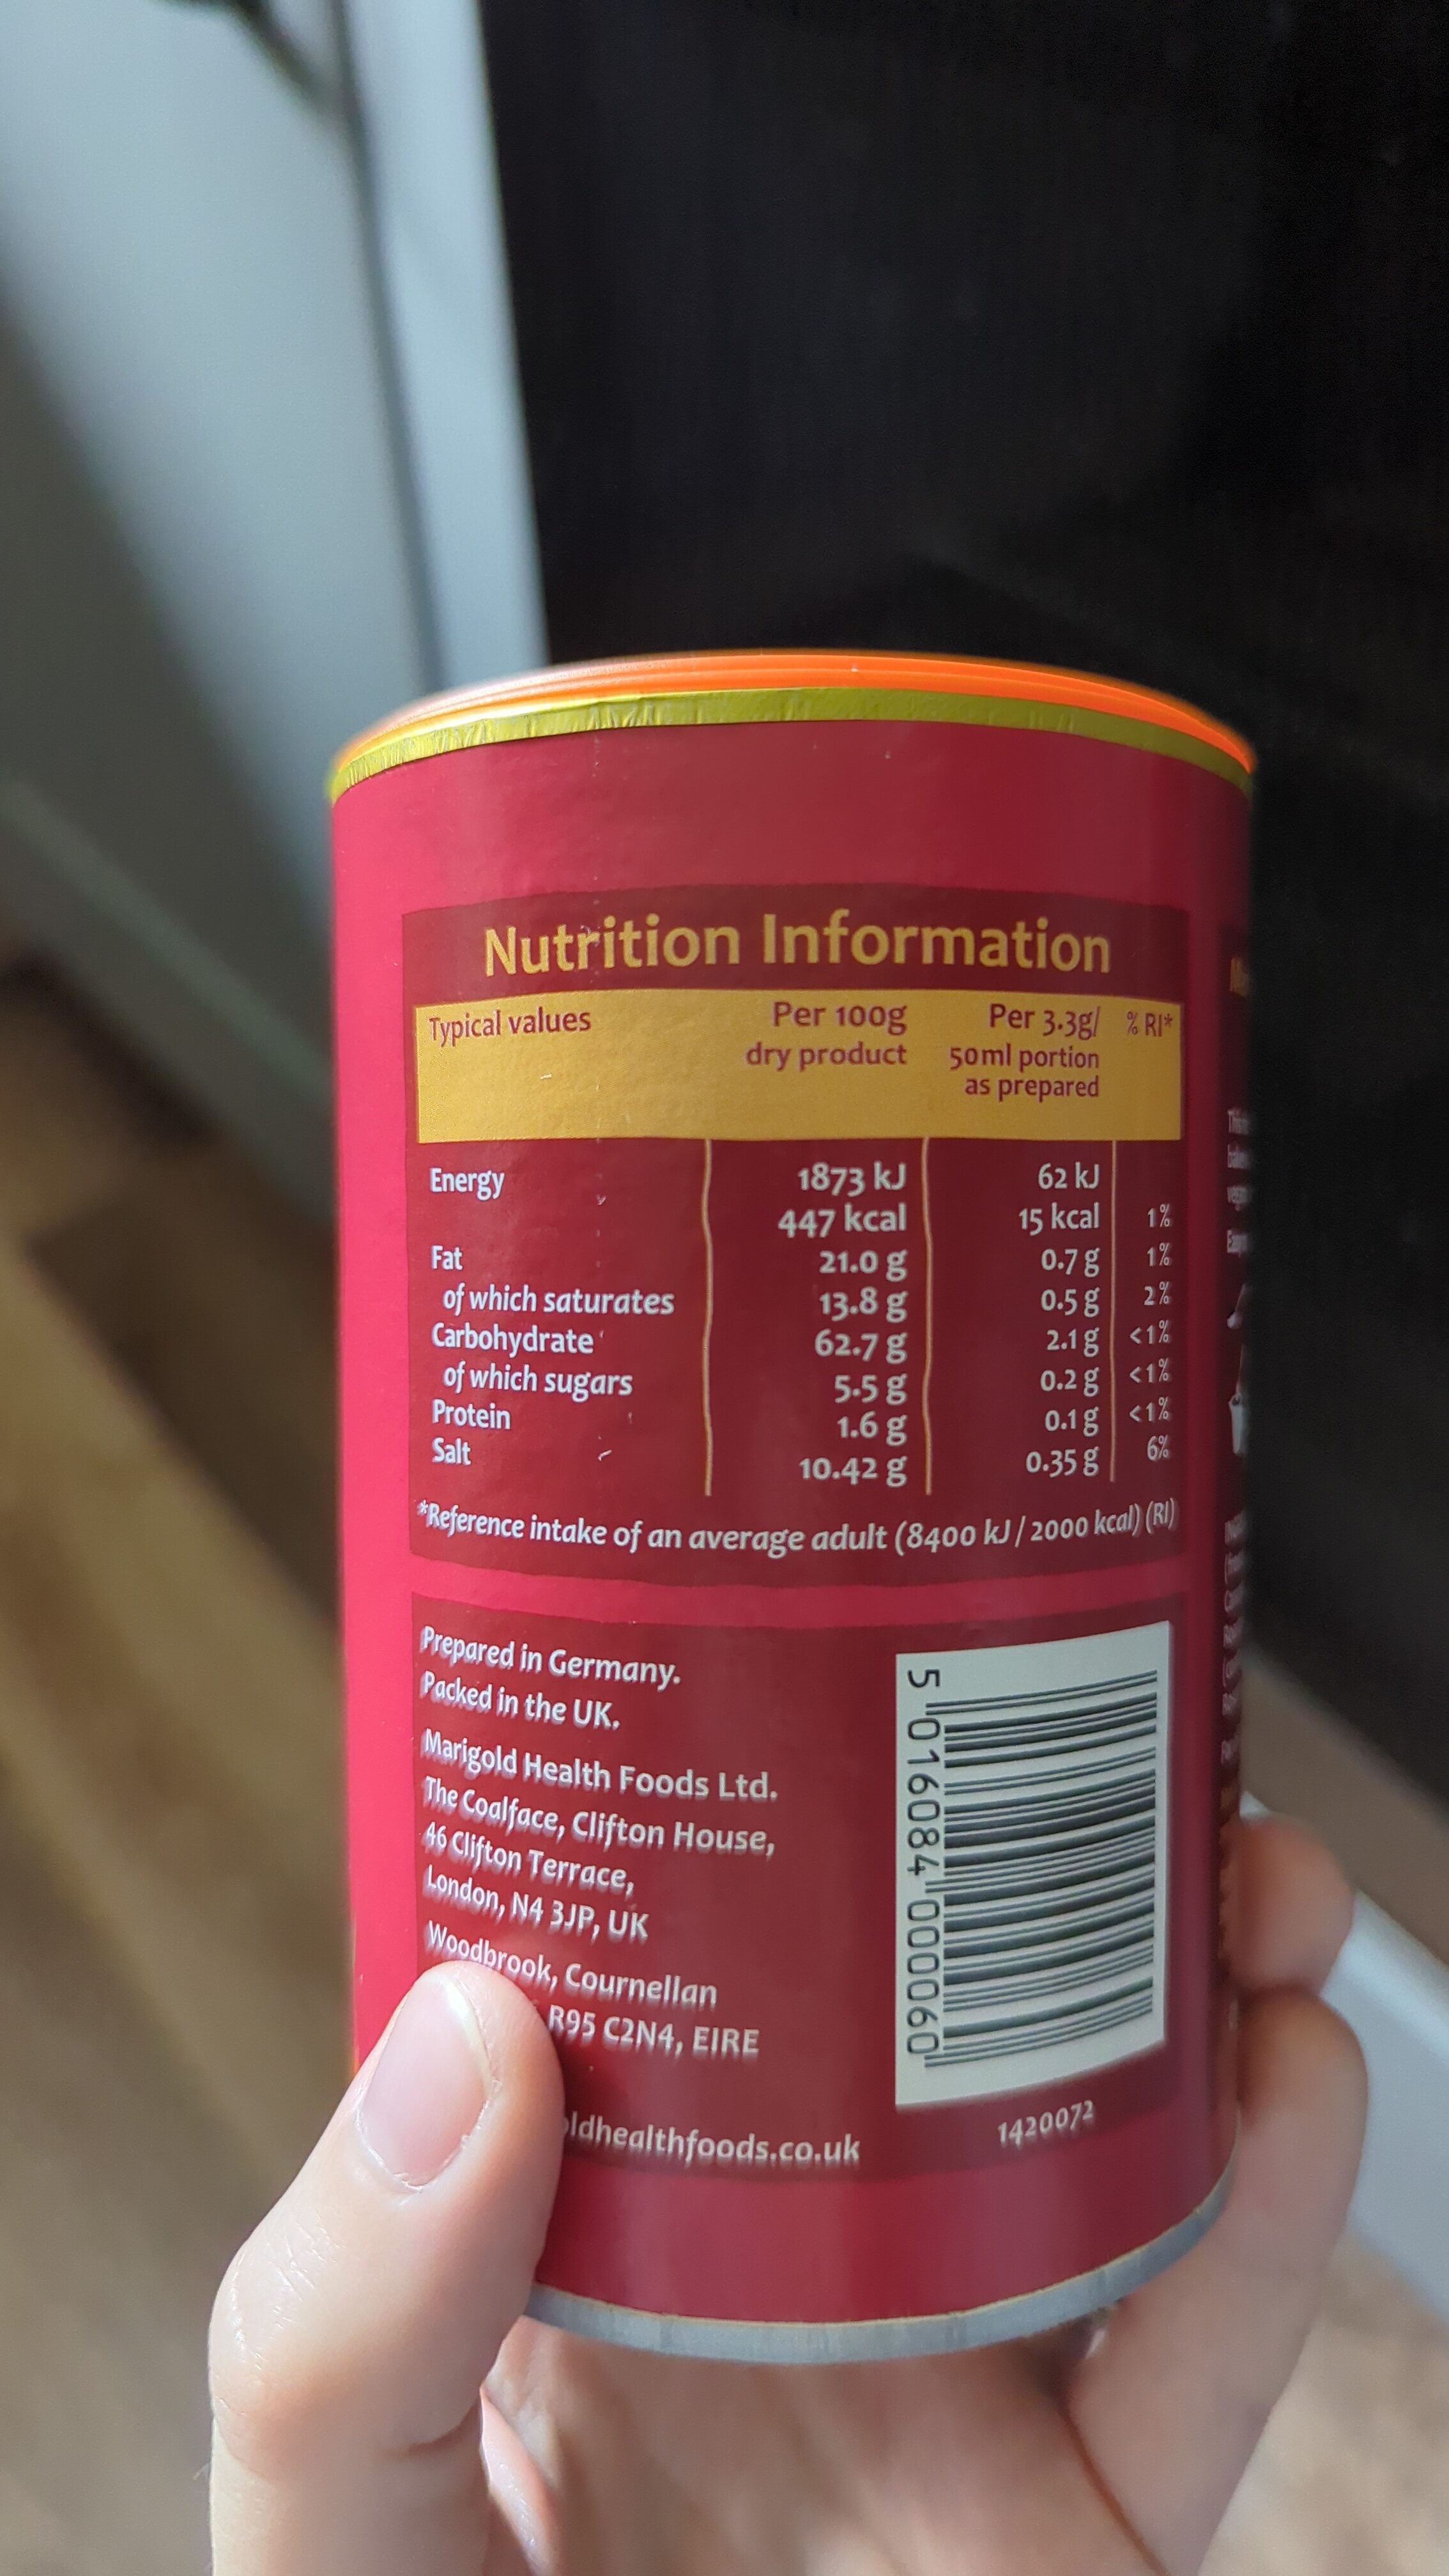 Nutrition Information
Typical values Per 100g Per 3.3g/ % RI*
dry product 50ml portion
as prepared
Energy 1873 kJ 62 kJ
447 kcal 15 kcal 1%
Fat 21.0 g 0.7 g 1%
of which saturates 13.8 g 0.5 g 2%
Carbohydrate 62.7 g 2.1 g <1%
of which sugars 5.5 g 0.2 g <1%
Protein 1.6 g 0.1 g <1%
Salt 10.42 g 0.35 g 6%
*Reference intake of an average adult (8400 kJ / 2000 kcal) (RI)
Prepared in Germany.
Packed in the UK.
Marigold Health Foods Ltd.
The Coalface, Clifton House,
46 Clifton Terrace,
London, N4 3JP, UK
Woodbrook, Cournellan
R95 C2N4, EIRE
ldhealthfoods.co.uk
5 016084 000060
1420072